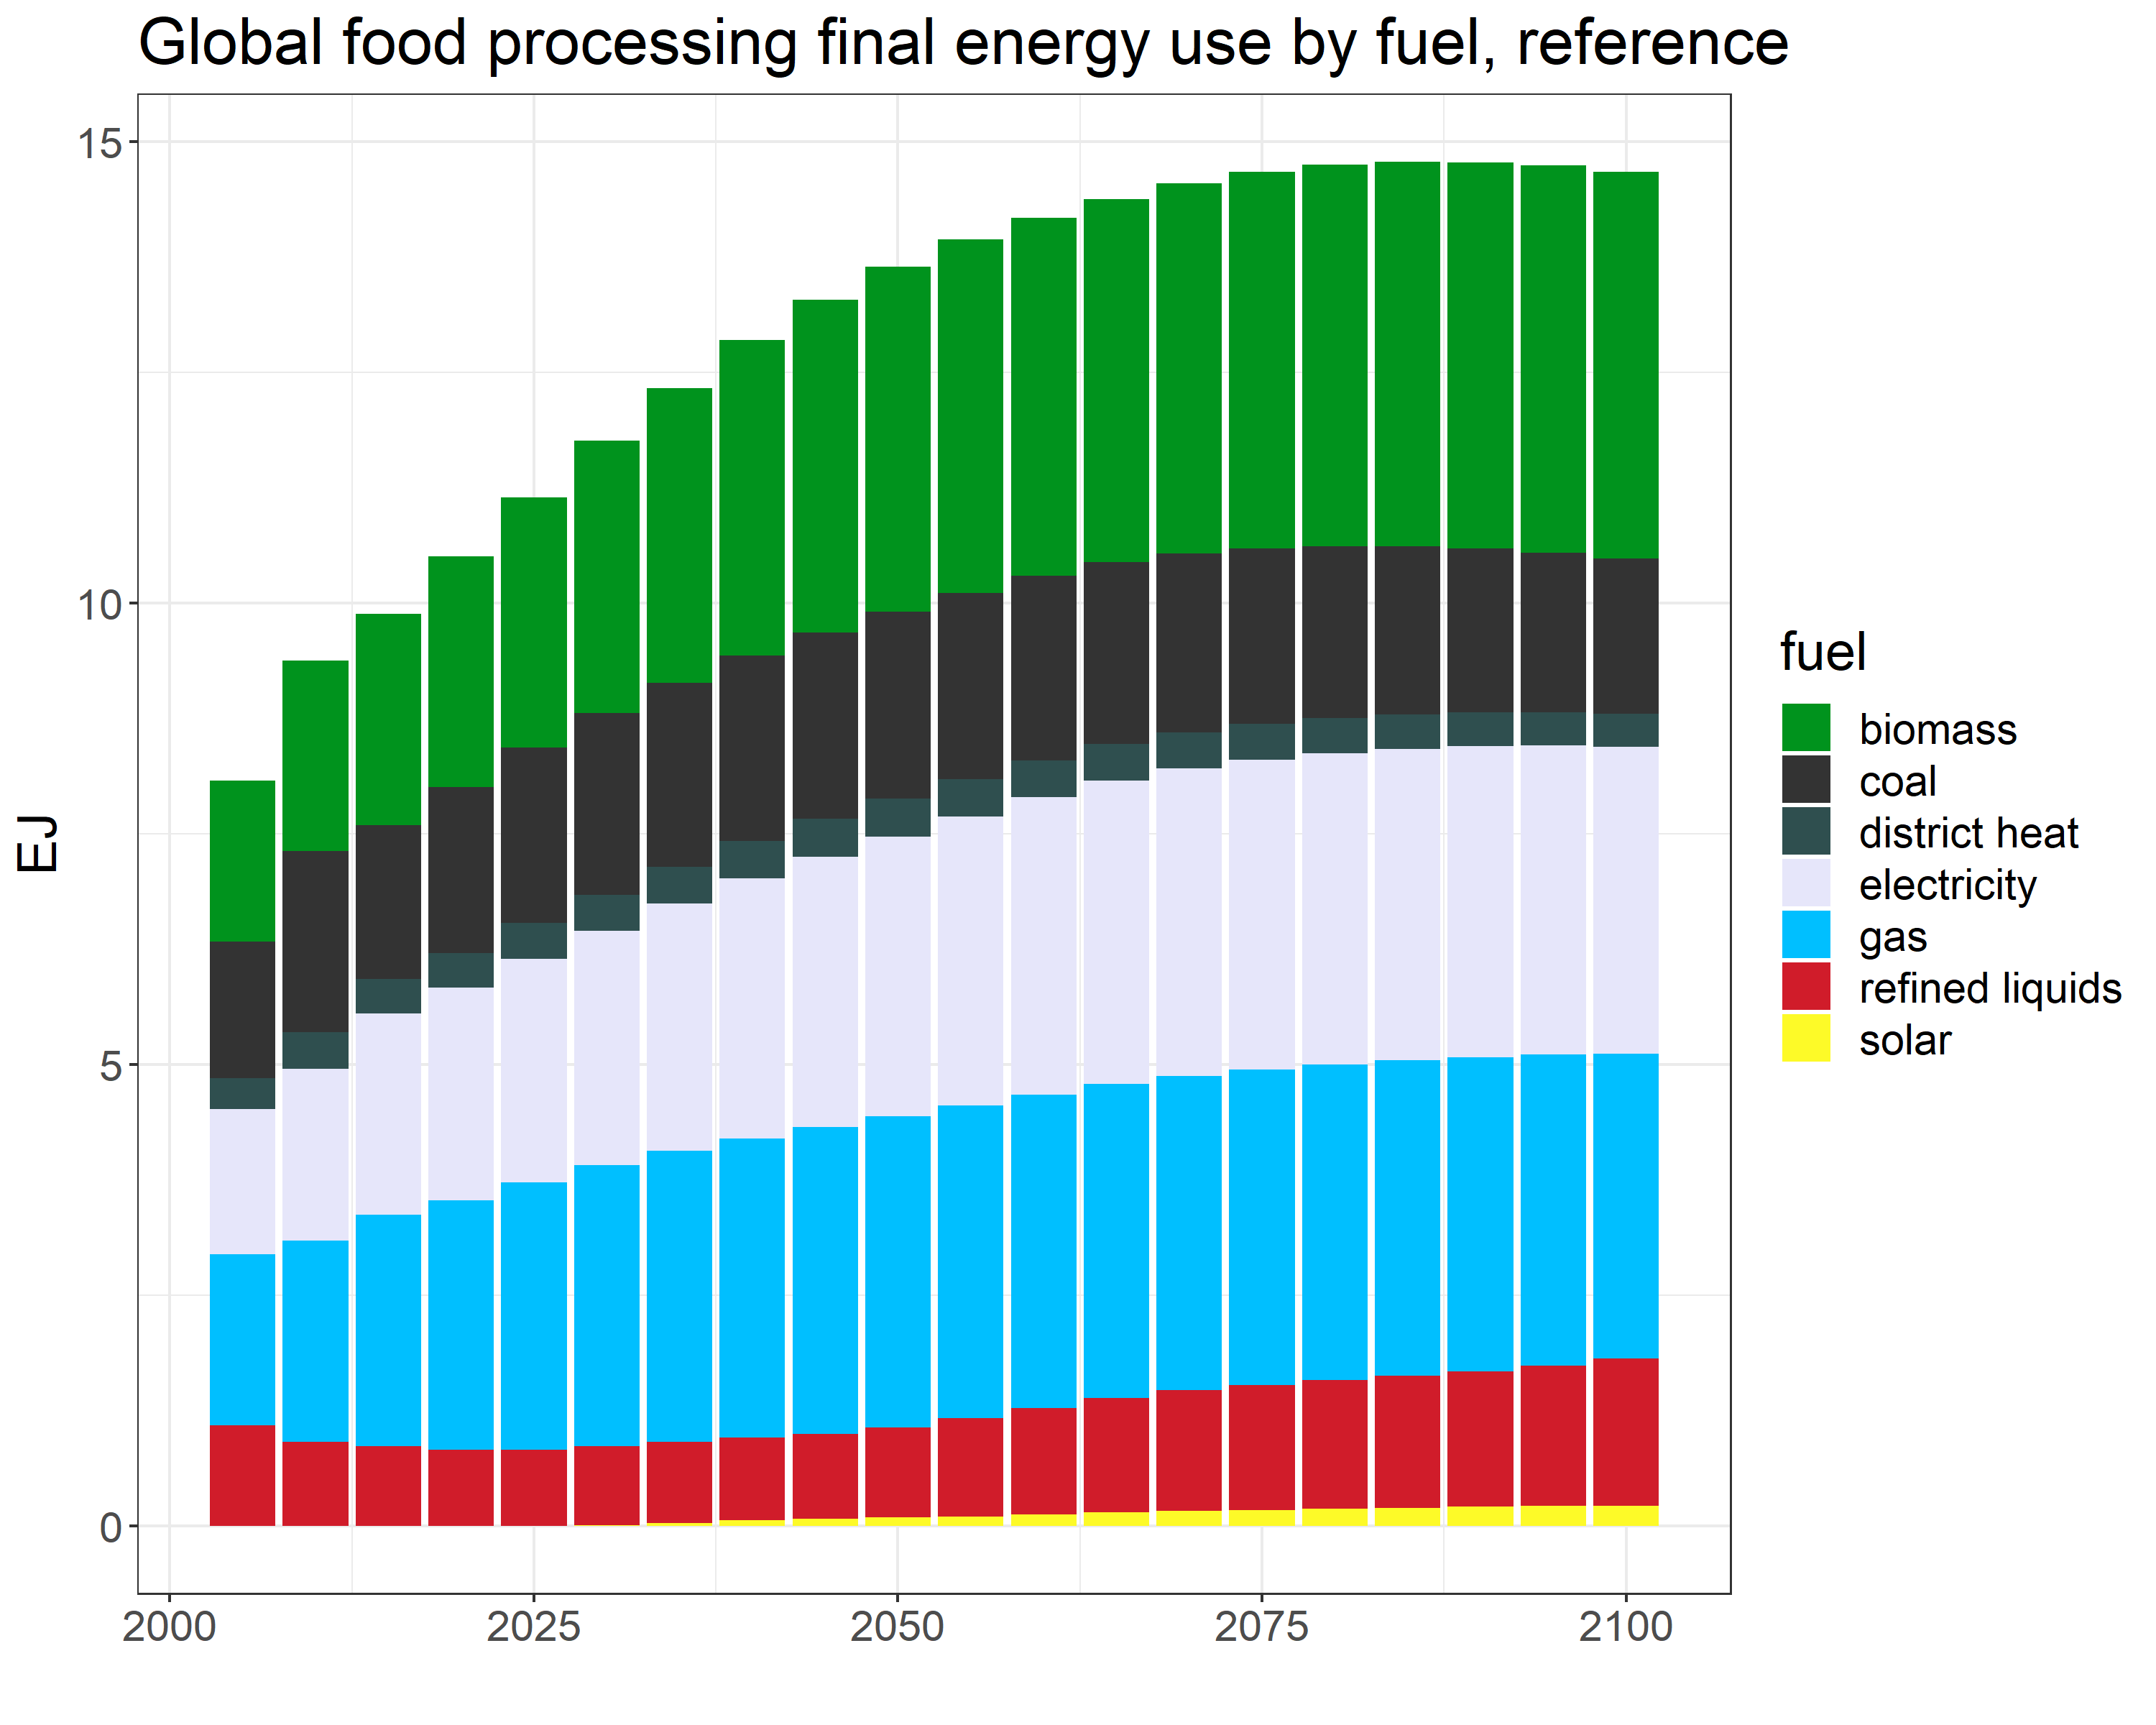 Global food processing final energy use by fuel, reference
15
10
5
0
EJ
2000
2025
2050
2075
2100
fuel
biomass
coal
district heat
electricity
gas
refined liquids
solar